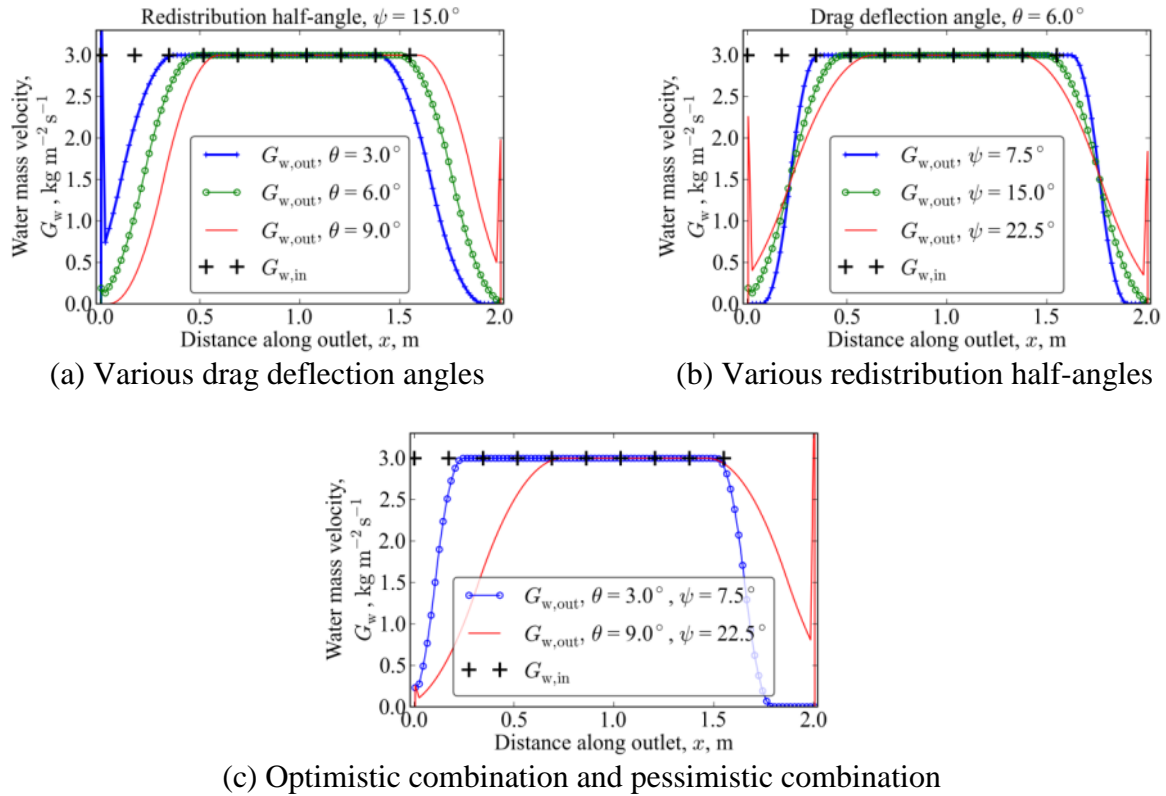 Redistribution half-angle, ψ = 15.0°
Water mass velocity,
G_w, kg m⁻² s⁻¹
3.0
2.5
2.0
1.5
1.0
0.5
0.0
G_w,out, θ = 3.0°
G_w,out, θ = 6.0°
G_w,out, θ = 9.0°
G_w,in
0.0 0.5 1.0 1.5 2.0
Distance along outlet, x, m
(a) Various drag deflection angles
Drag deflection angle, θ = 6.0°
Water mass velocity,
G_w, kg m⁻² s⁻¹
3.0
2.5
2.0
1.5
1.0
0.5
0.0
G_w,out, ψ = 7.5°
G_w,out, ψ = 15.0°
G_w,out, ψ = 22.5°
G_w,in
0.0 0.5 1.0 1.5 2.0
Distance along outlet, x, m
(b) Various redistribution half-angles
Water mass velocity,
G_w, kg m⁻² s⁻¹
3.0
2.5
2.0
1.5
1.0
0.5
0.0
G_w,out, θ = 3.0°, ψ = 7.5°
G_w,out, θ = 9.0°, ψ = 22.5°
G_w,in
0.0 0.5 1.0 1.5 2.0
Distance along outlet, x, m
(c) Optimistic combination and pessimistic combination